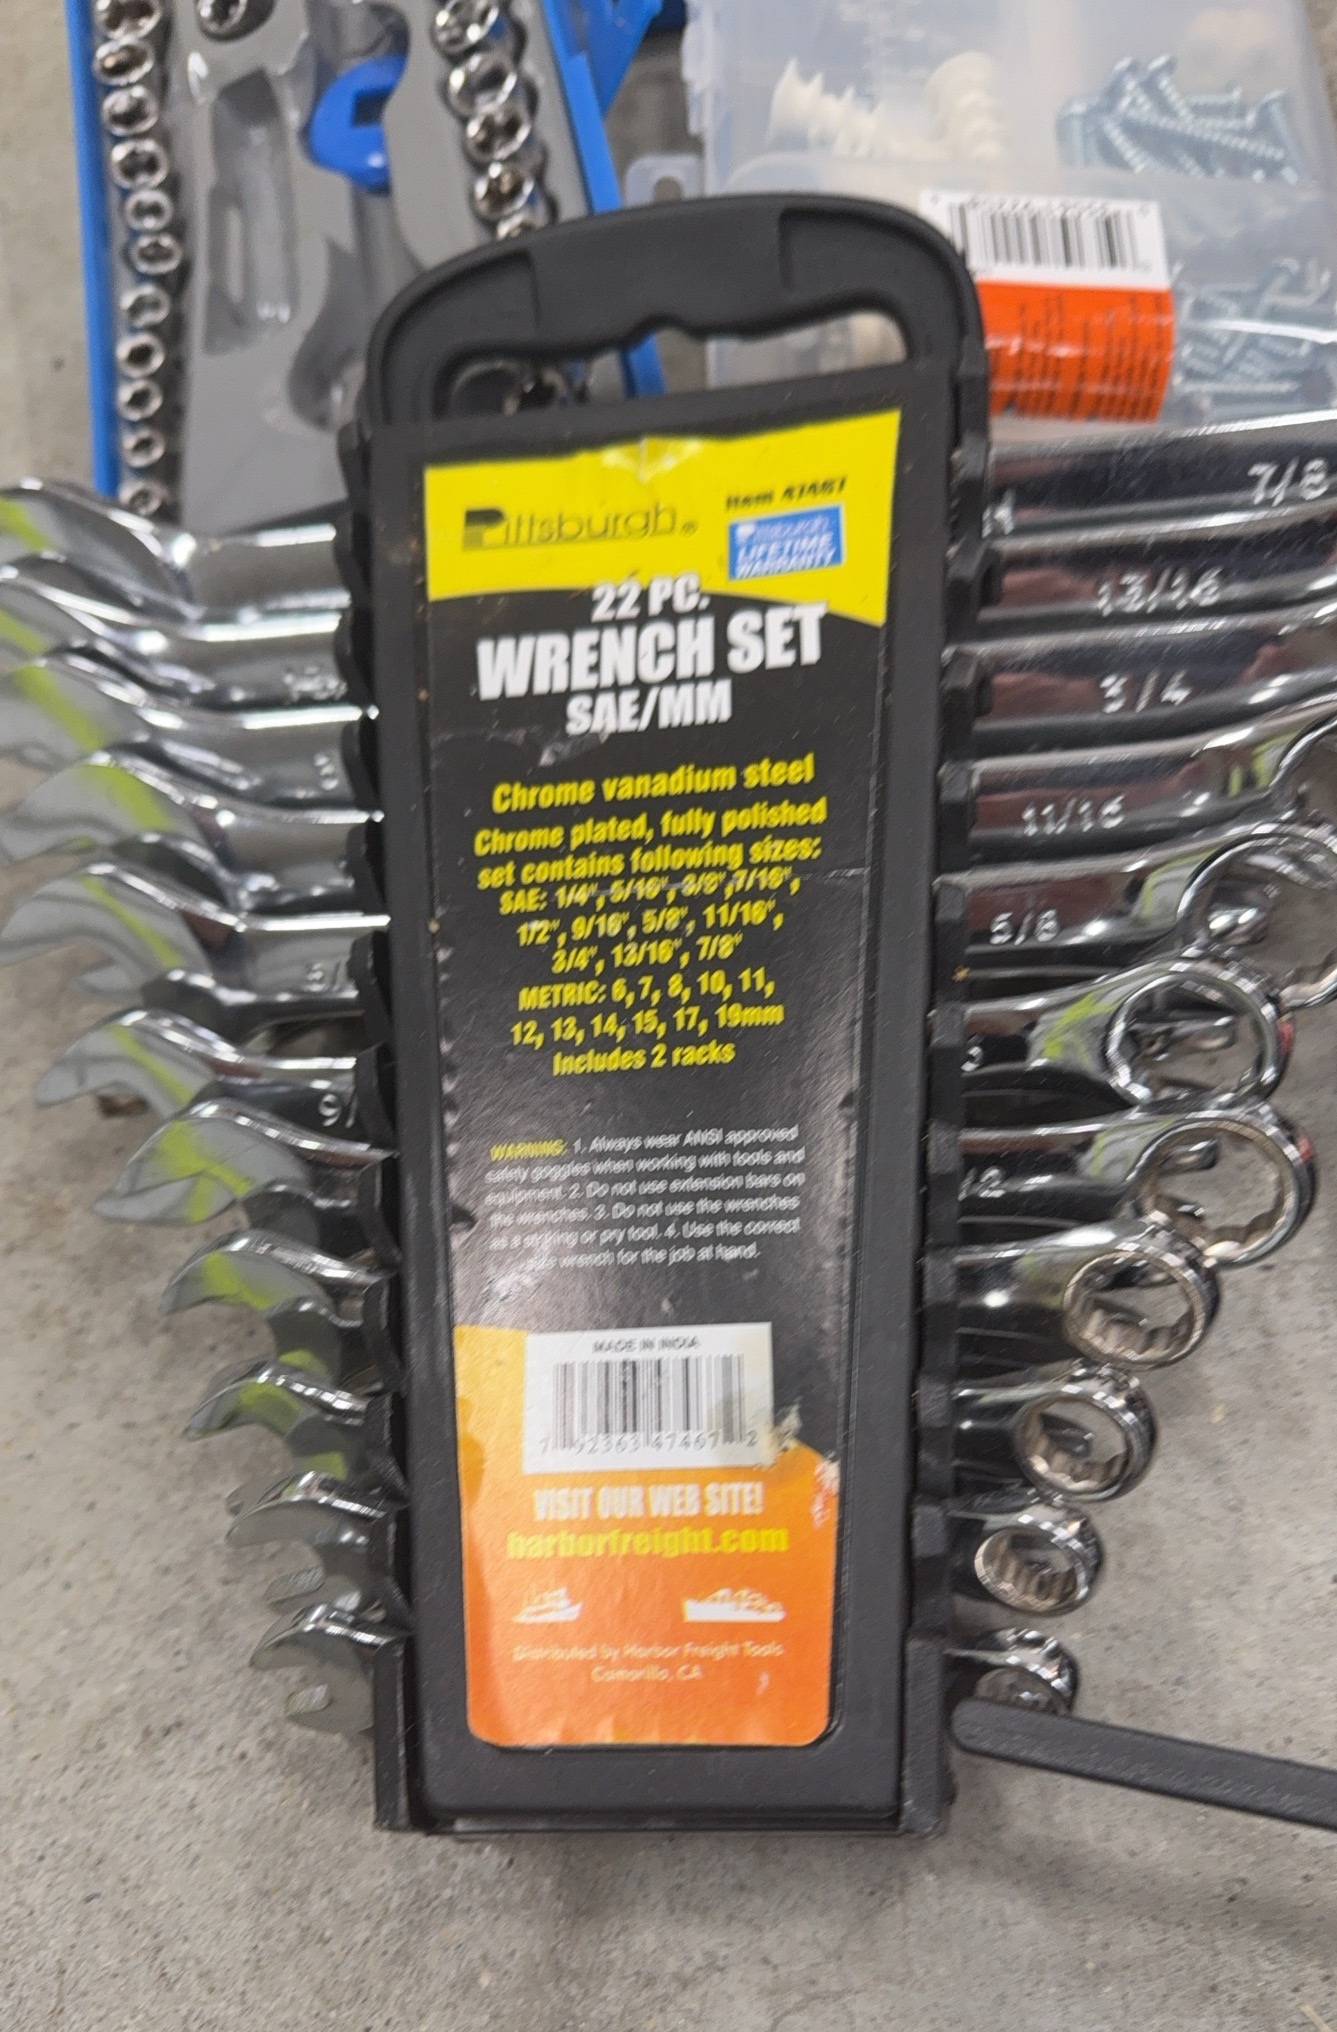 Pittsburgh®
Item 47467
Pittsburgh
LIFETIME
WARRANTY
22 PC.
WRENCH SET
SAE/MM
Chrome vanadium steel
Chrome plated, fully polished
set contains following sizes:
SAE: 1/4", 5/16", 3/8",7/16",
1/2", 9/16", 5/8", 11/16",
3/4", 13/16", 7/8"
METRIC: 6, 7, 8, 10, 11,
12, 13, 14, 15, 17, 19mm
Includes 2 racks
WARNING: 1. Always wear ANSI approved
safety goggles when working with tools and
equipment. 2. Do not use extension bars on
the wrenches. 3. Do not use the wrenches
as a striking or pry tool. 4. Use the correct
wrench for the job at hand.
MADE IN INDIA
7 92363 47467 2
VISIT OUR WEB SITE!
harborfreight.com
Distributed by Harbor Freight Tools
Camarillo, CA
7/8
13/16
3/4
11/16
5/8
5/
9/